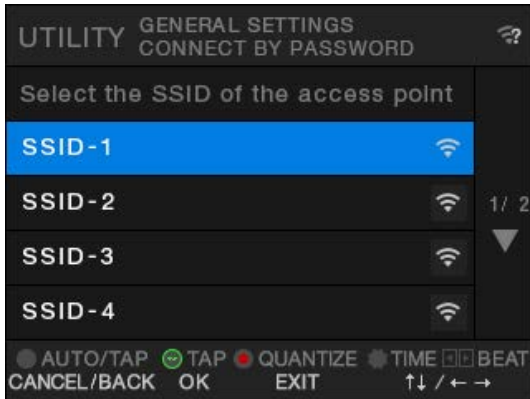 UTILITY GENERAL SETTINGS
CONNECT BY PASSWORD
Select the SSID of the access point
SSID-1
SSID-2
1/ 2
SSID-3
SSID-4
AUTO/TAP TAP QUANTIZE TIME BEAT
CANCEL/BACK OK EXIT ↑↓/←→